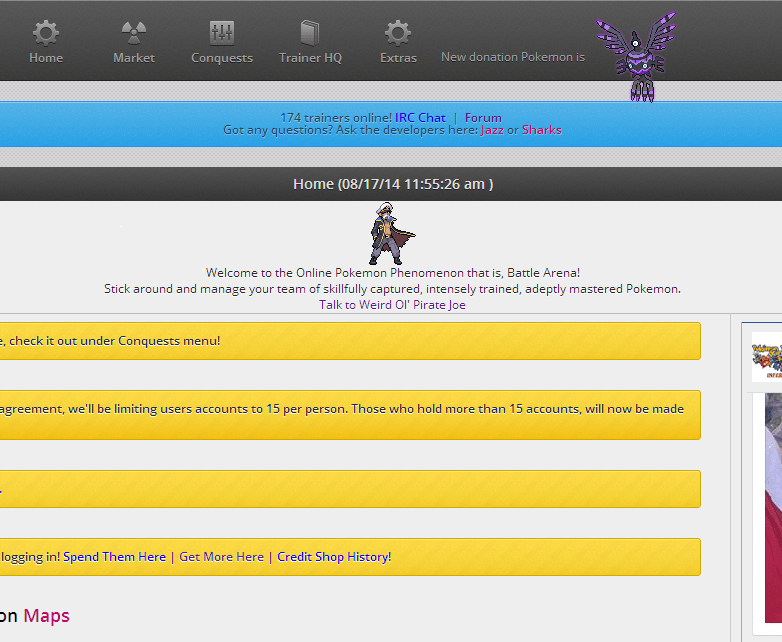 Home
Market
Conquests
Trainer HQ
Extras
New donation Pokemon is
174 trainers online! IRC Chat | Forum
Got any questions? Ask the developers here: Jazz or Sharks
Home (08/17/14 11:55:26 am )
Welcome to the Online Pokemon Phenomenon that is, Battle Arena!
Stick around and manage your team of skillfully captured, intensely trained, adeptly mastered Pokemon.
Talk to Weird Ol' Pirate Joe
e, check it out under Conquests menu!
agreement, we'll be limiting users accounts to 15 per person. Those who hold more than 15 accounts, will now be made
.
logging in! Spend Them Here | Get More Here | Credit Shop History!
on Maps